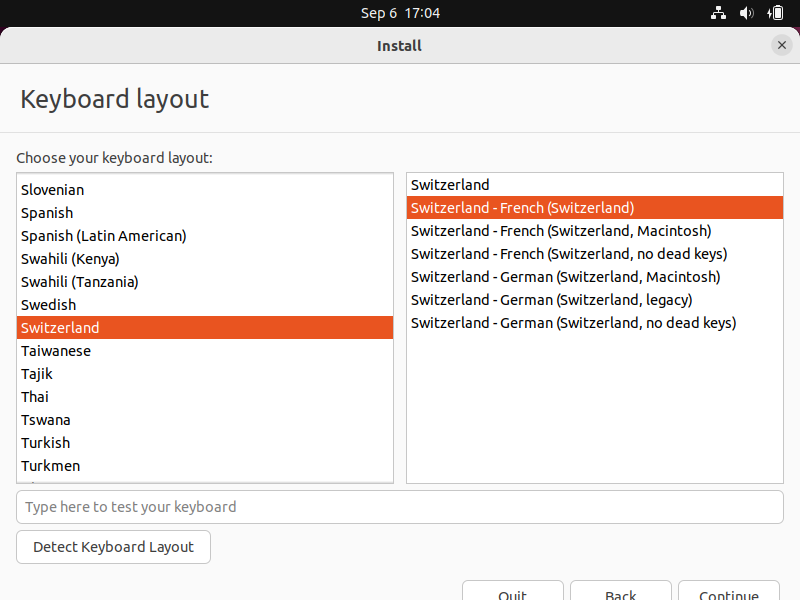 Sep 6 17:04
Install
Keyboard layout
Choose your keyboard layout:
Slovenian
Spanish
Spanish (Latin American)
Swahili (Kenya)
Swahili (Tanzania)
Swedish
Switzerland
Taiwanese
Tajik
Thai
Tswana
Turkish
Turkmen
Switzerland
Switzerland - French (Switzerland)
Switzerland - French (Switzerland, Macintosh)
Switzerland - French (Switzerland, no dead keys)
Switzerland - German (Switzerland, Macintosh)
Switzerland - German (Switzerland, legacy)
Switzerland - German (Switzerland, no dead keys)
Type here to test your keyboard
Detect Keyboard Layout
Quit Back Continue